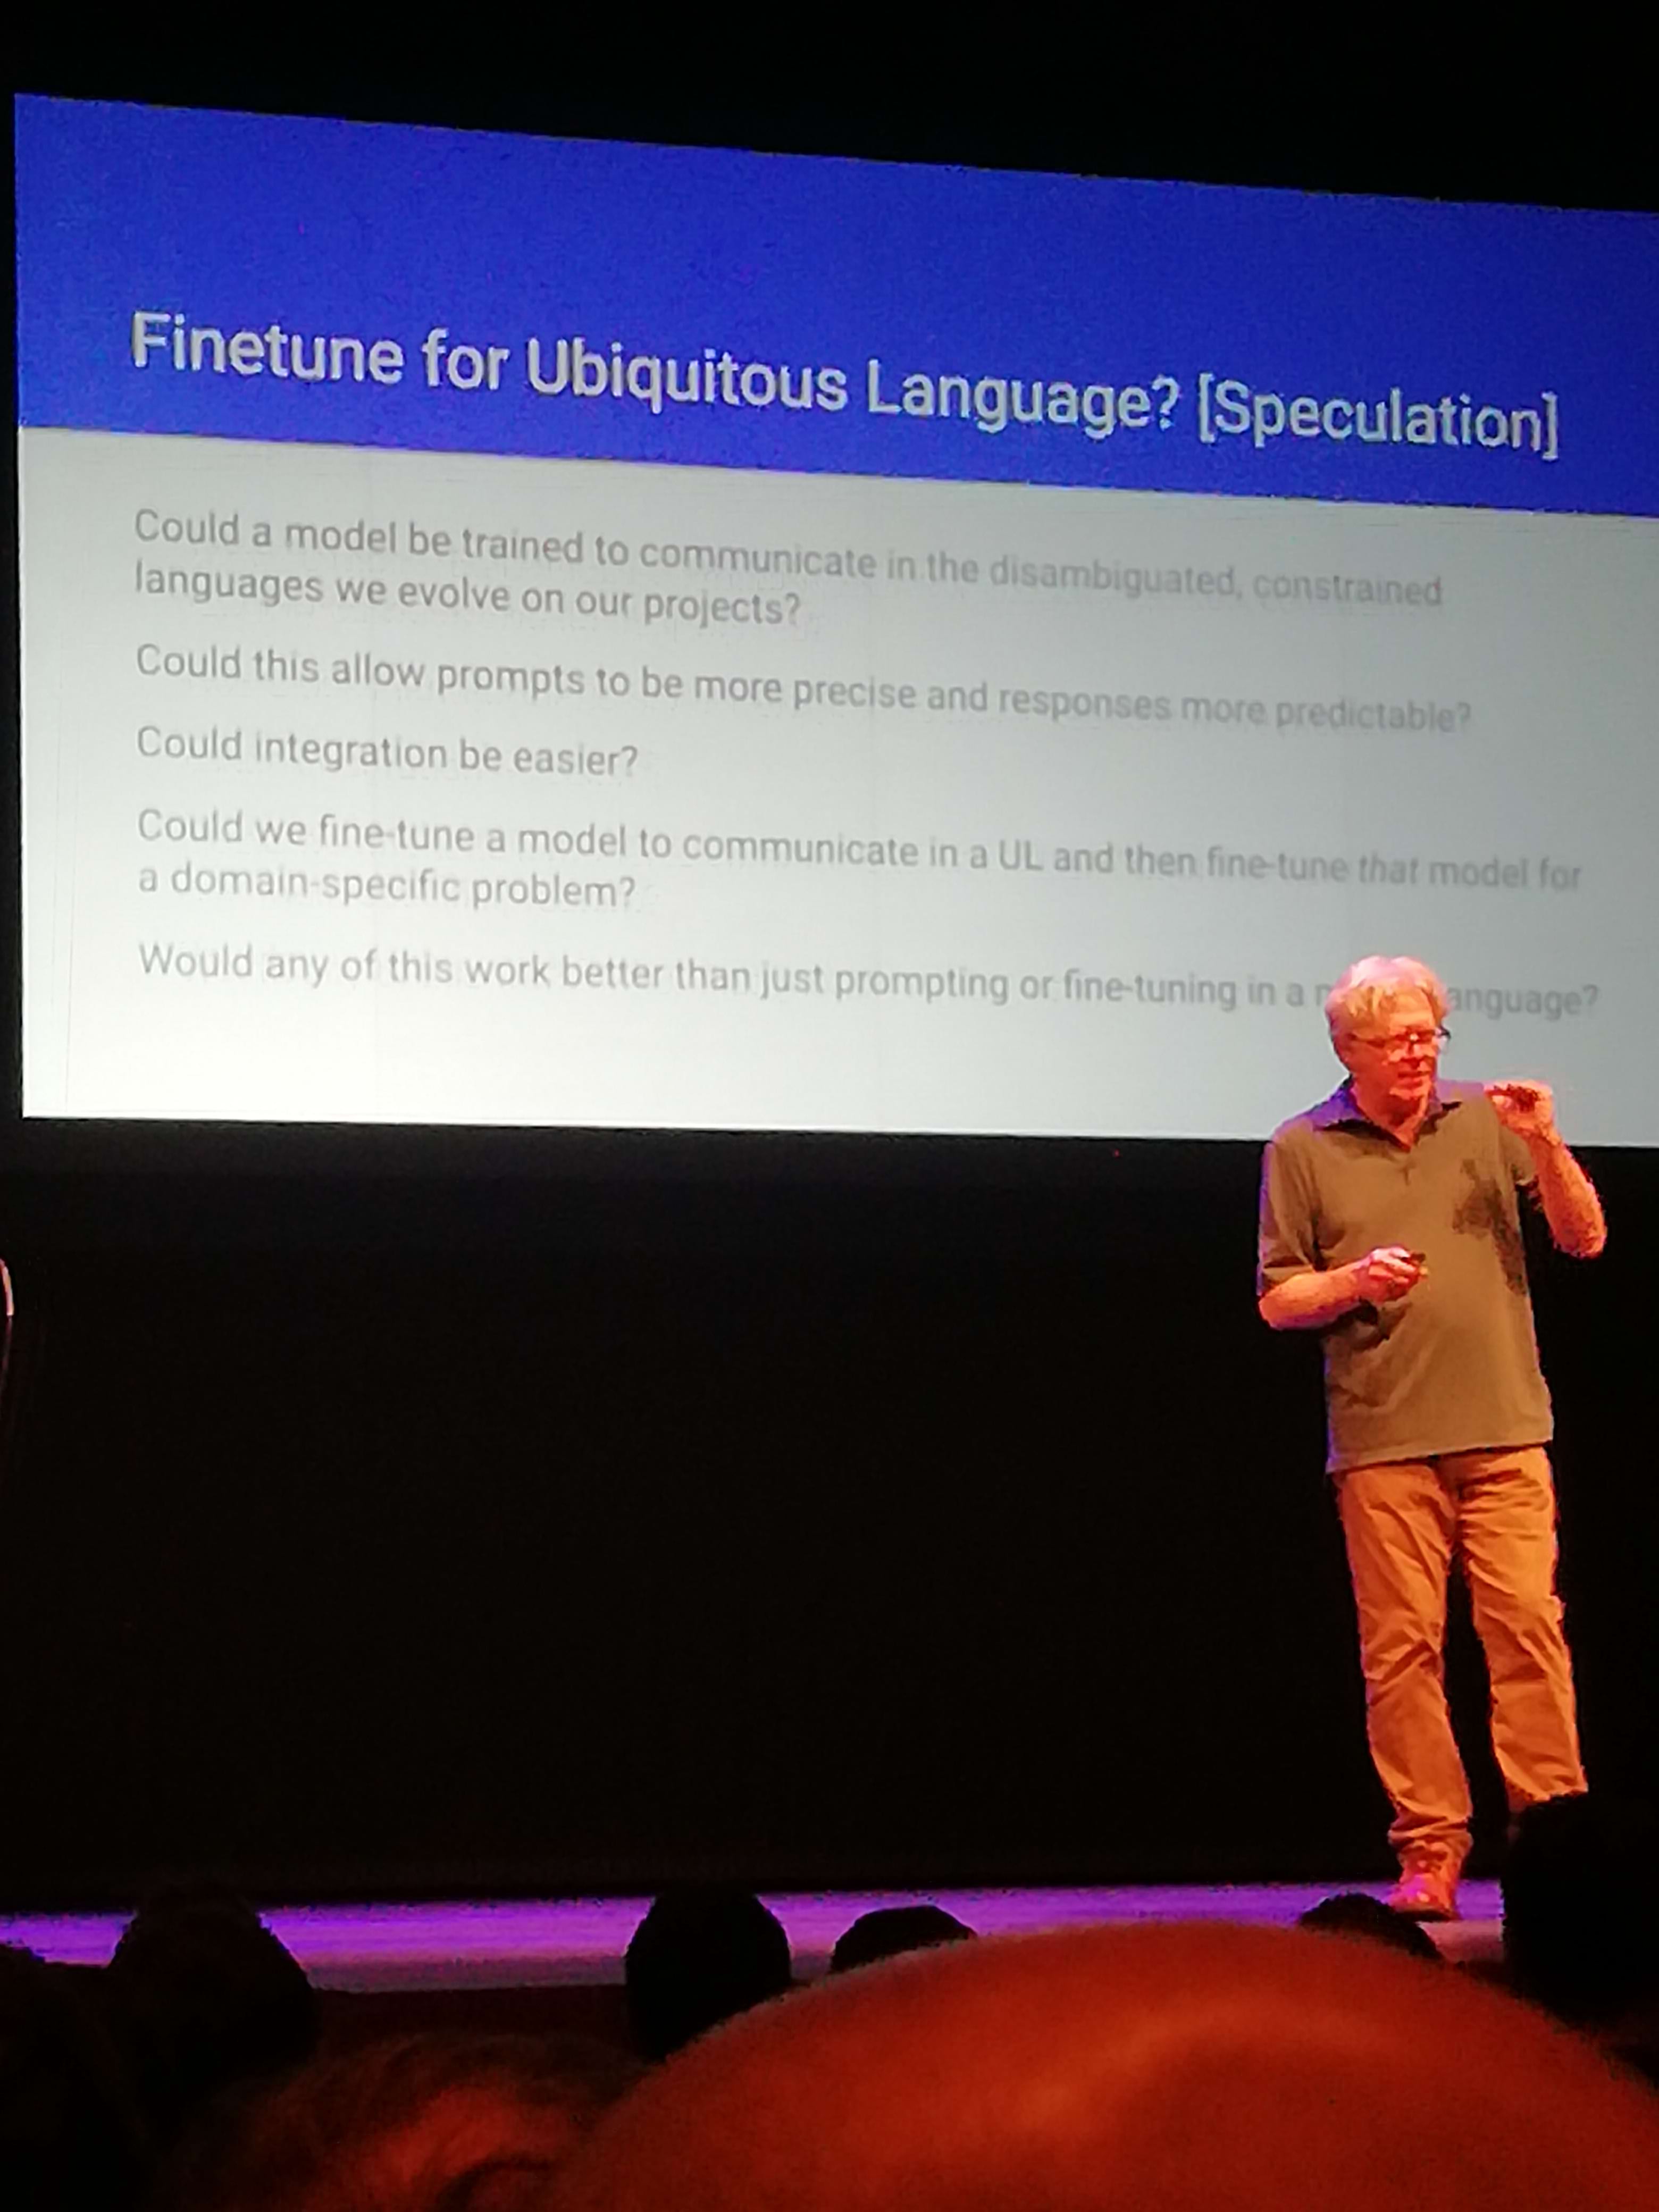 Finetune for Ubiquitous Language? [Speculation]
Could a model be trained to communicate in the disambiguated, constrained
languages we evolve on our projects?
Could this allow prompts to be more precise and responses more predictable?
Could integration be easier?
Could we fine-tune a model to communicate in a UL and then fine-tune that model for
a domain-specific problem?
Would any of this work better than just prompting or fine-tuning in a anguage?